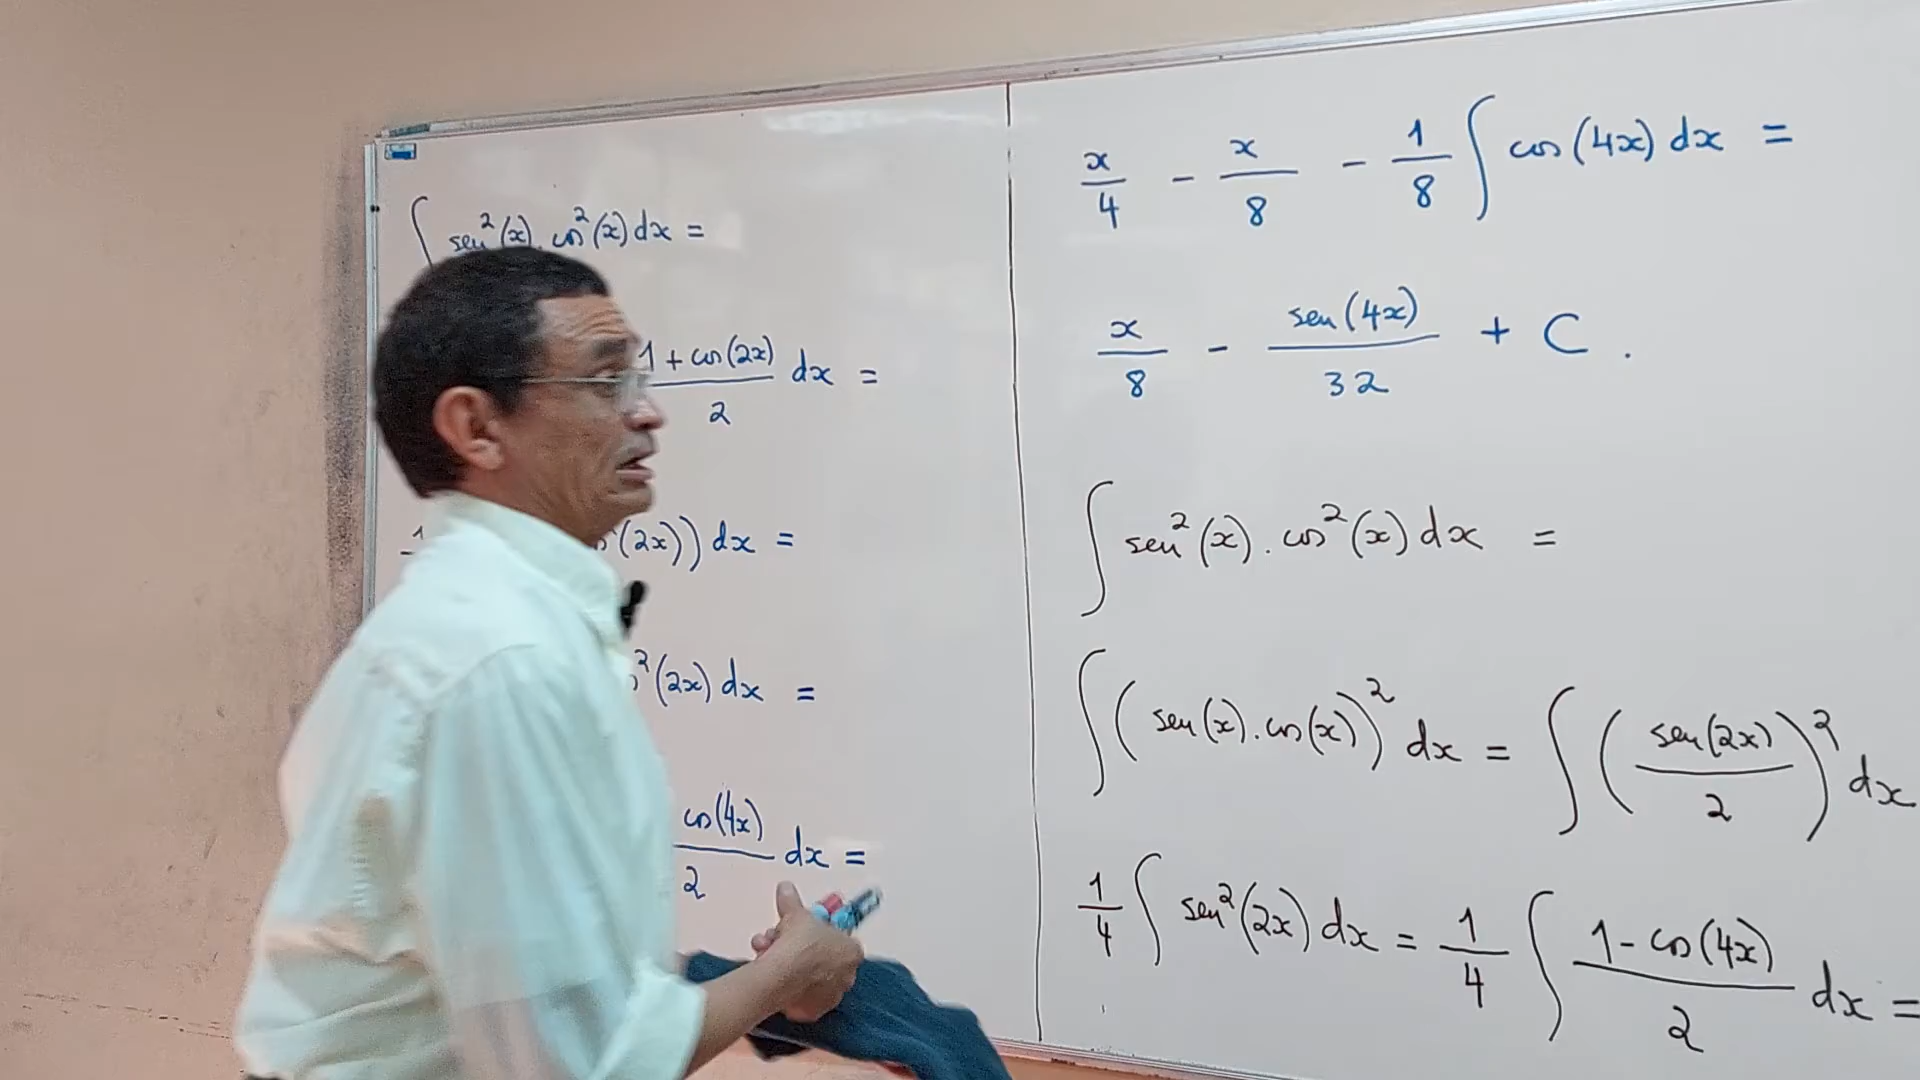 ∫ sen²(x) . cos²(x) dx =
1 + cos(2x) / 2 dx =
(2x)) dx =
²(2x) dx =
cos(4x) / 2 dx =
x/4 - x/8 - 1/8 ∫ cos(4x) dx =
x/8 - sen(4x)/32 + C .
∫ sen²(x) . cos²(x) dx =
∫ (sen(x) . cos(x))² dx = ∫ (sen(2x)/2)² dx
1/4 ∫ sen²(2x) dx = 1/4 ∫ 1 - cos(4x) / 2 dx =